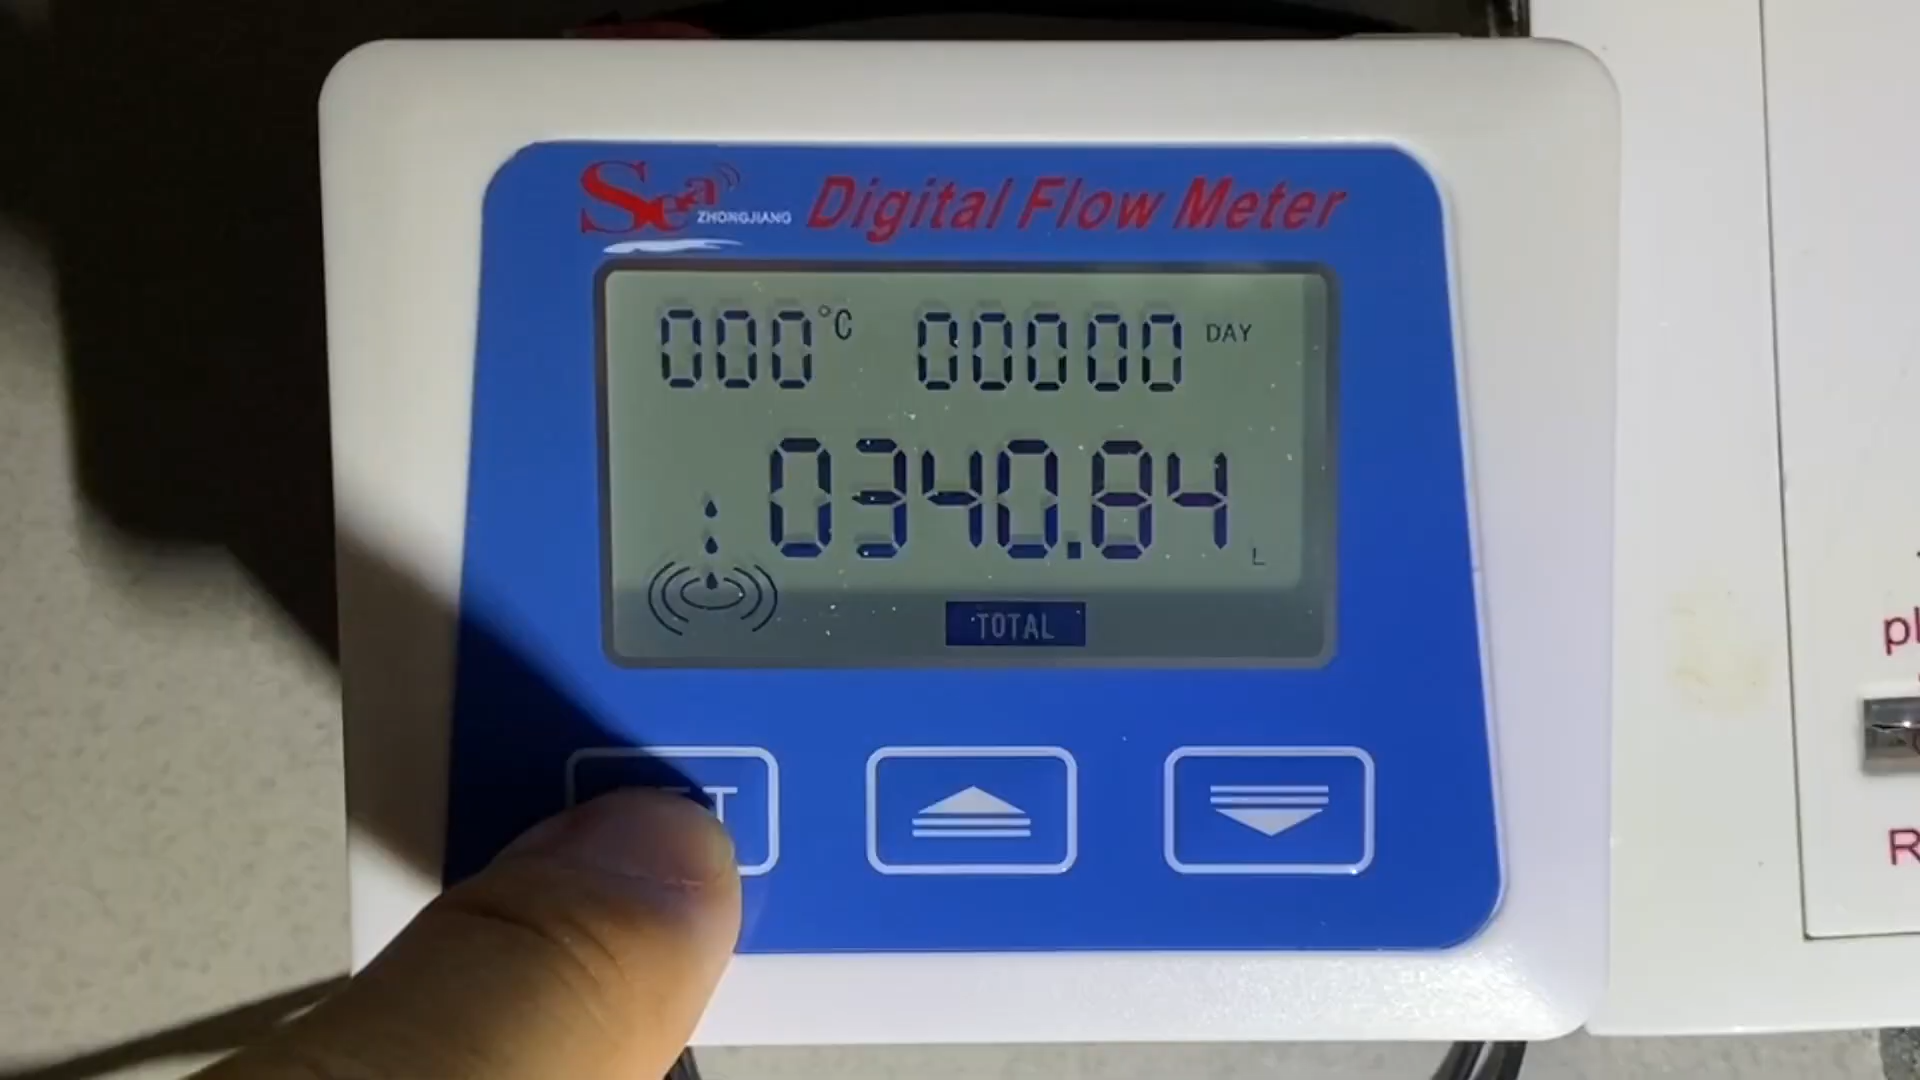 Sea ZHONGJIANG Digital Flow Meter
000°C 00000 DAY
0340.84 L
TOTAL